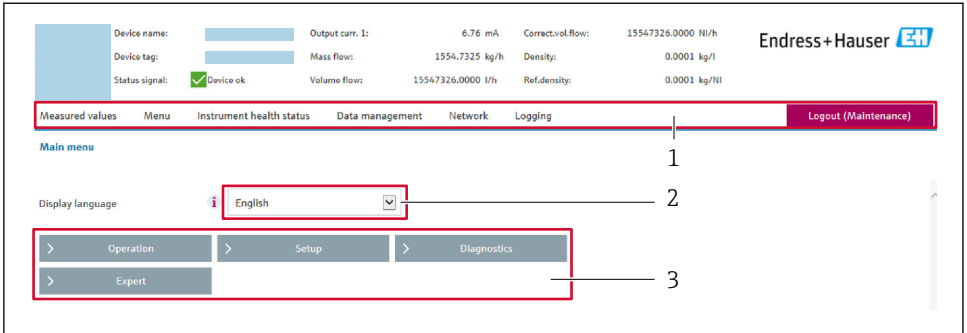 Device name: Output curr. 1: 6.76 mA Correct.vol.flow: 15547326.0000 Nl/h
Endress+Hauser EH
Device tag: Mass flow: 1554.7325 kg/h Density: 0.0001 kg/l
Status signal: Device ok Volume flow: 15547326.0000 l/h Ref.density: 0.0001 kg/Nl
Measured values Menu Instrument health status Data management Network Logging Logout (Maintenance)
1
Main menu
Display language i English 2
> Operation > Setup > Diagnostics
> Expert 3